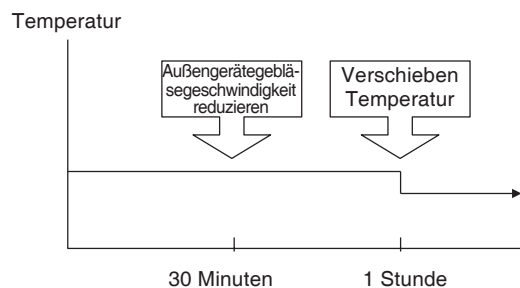 Temperatur
Außengerätegeblä-
segeschwindigkeit
reduzieren
Verschieben
Temperatur
30 Minuten
1 Stunde